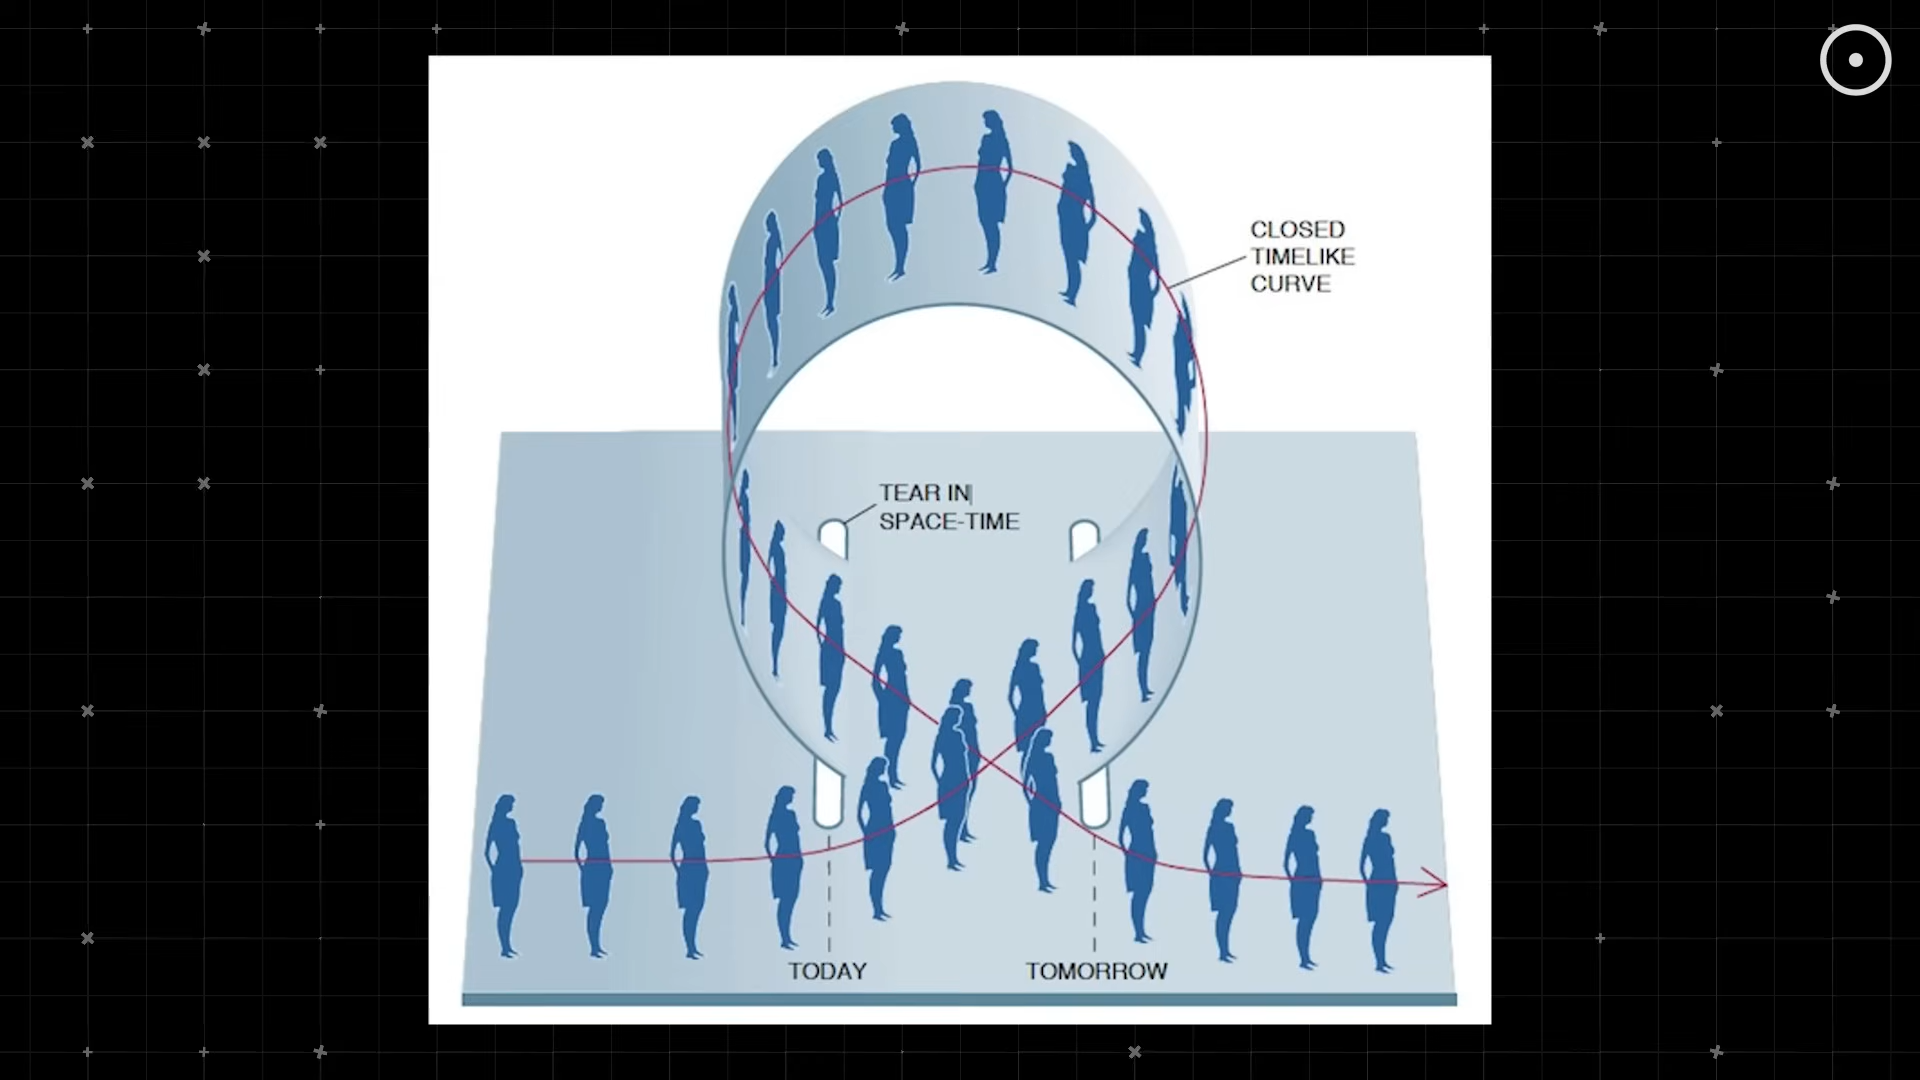 CLOSED
TIMELIKE
CURVE
TEAR IN
SPACE-TIME
TODAY
TOMORROW